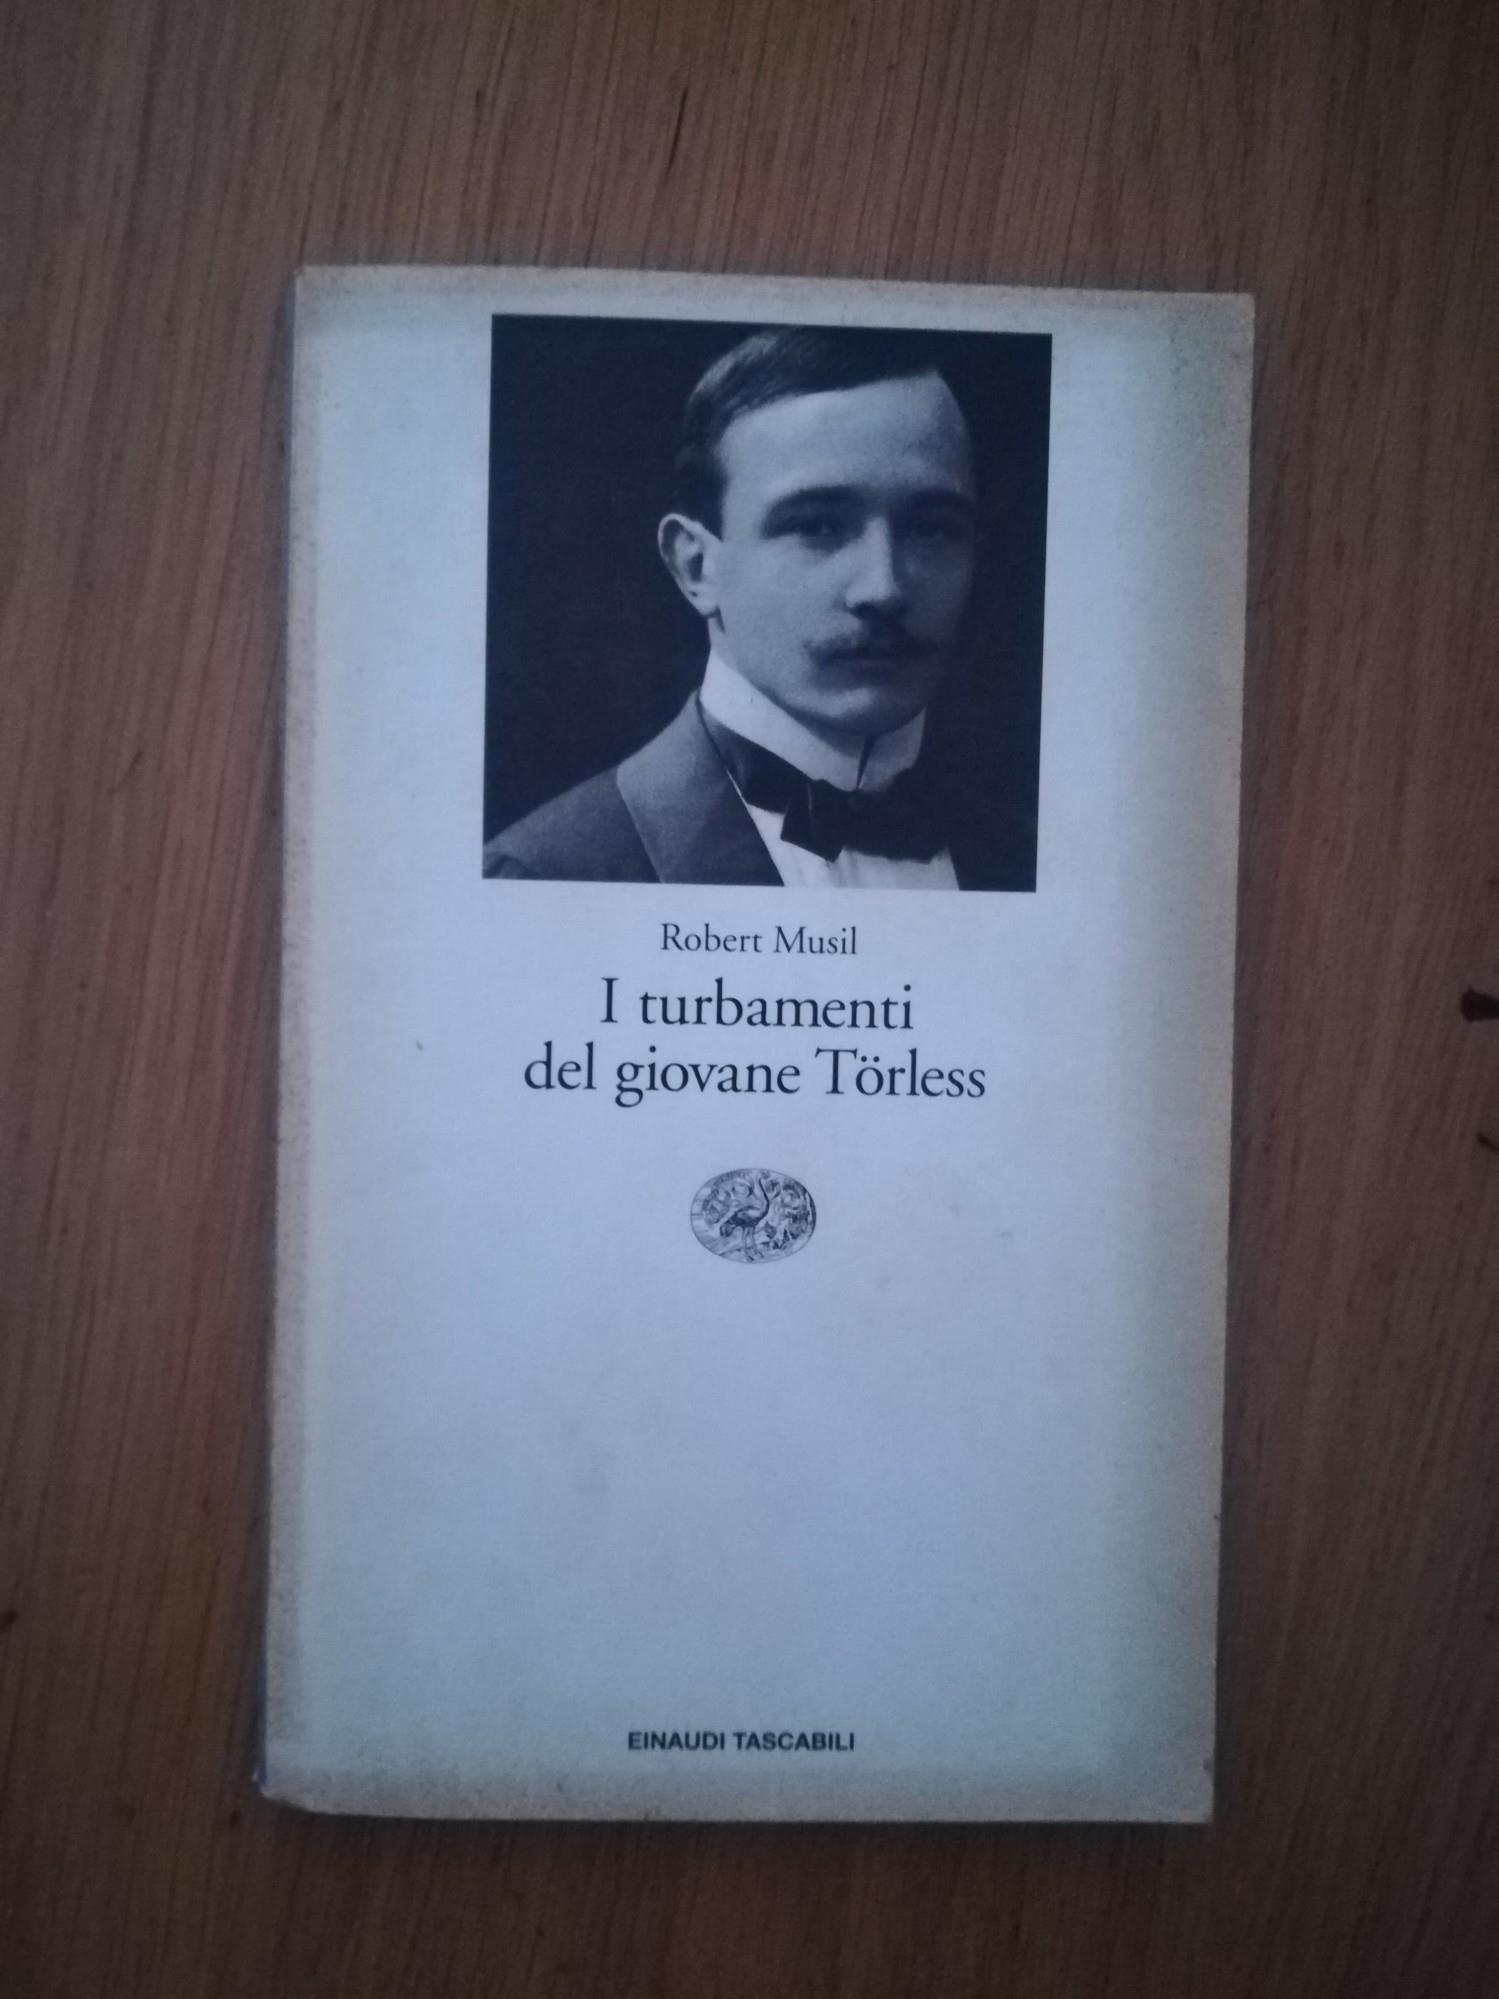 Robert Musil
I turbamenti
del giovane Törless
EINAUDI TASCABILI